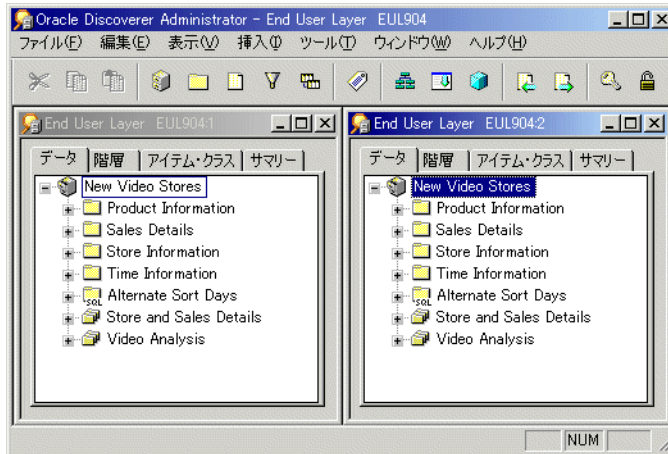 Oracle Discoverer Administrator - End User Layer EUL904
ファイル(F) 編集(E) 表示(V) 挿入(I) ツール(T) ウィンドウ(W) ヘルプ(H)
End User Layer EUL904:1
データ 階層 アイテム・クラス サマリー
New Video Stores
Product Information
Sales Details
Store Information
Time Information
SQL Alternate Sort Days
Store and Sales Details
Video Analysis
End User Layer EUL904:2
データ 階層 アイテム・クラス サマリー
New Video Stores
Product Information
Sales Details
Store Information
Time Information
SQL Alternate Sort Days
Store and Sales Details
Video Analysis
NUM